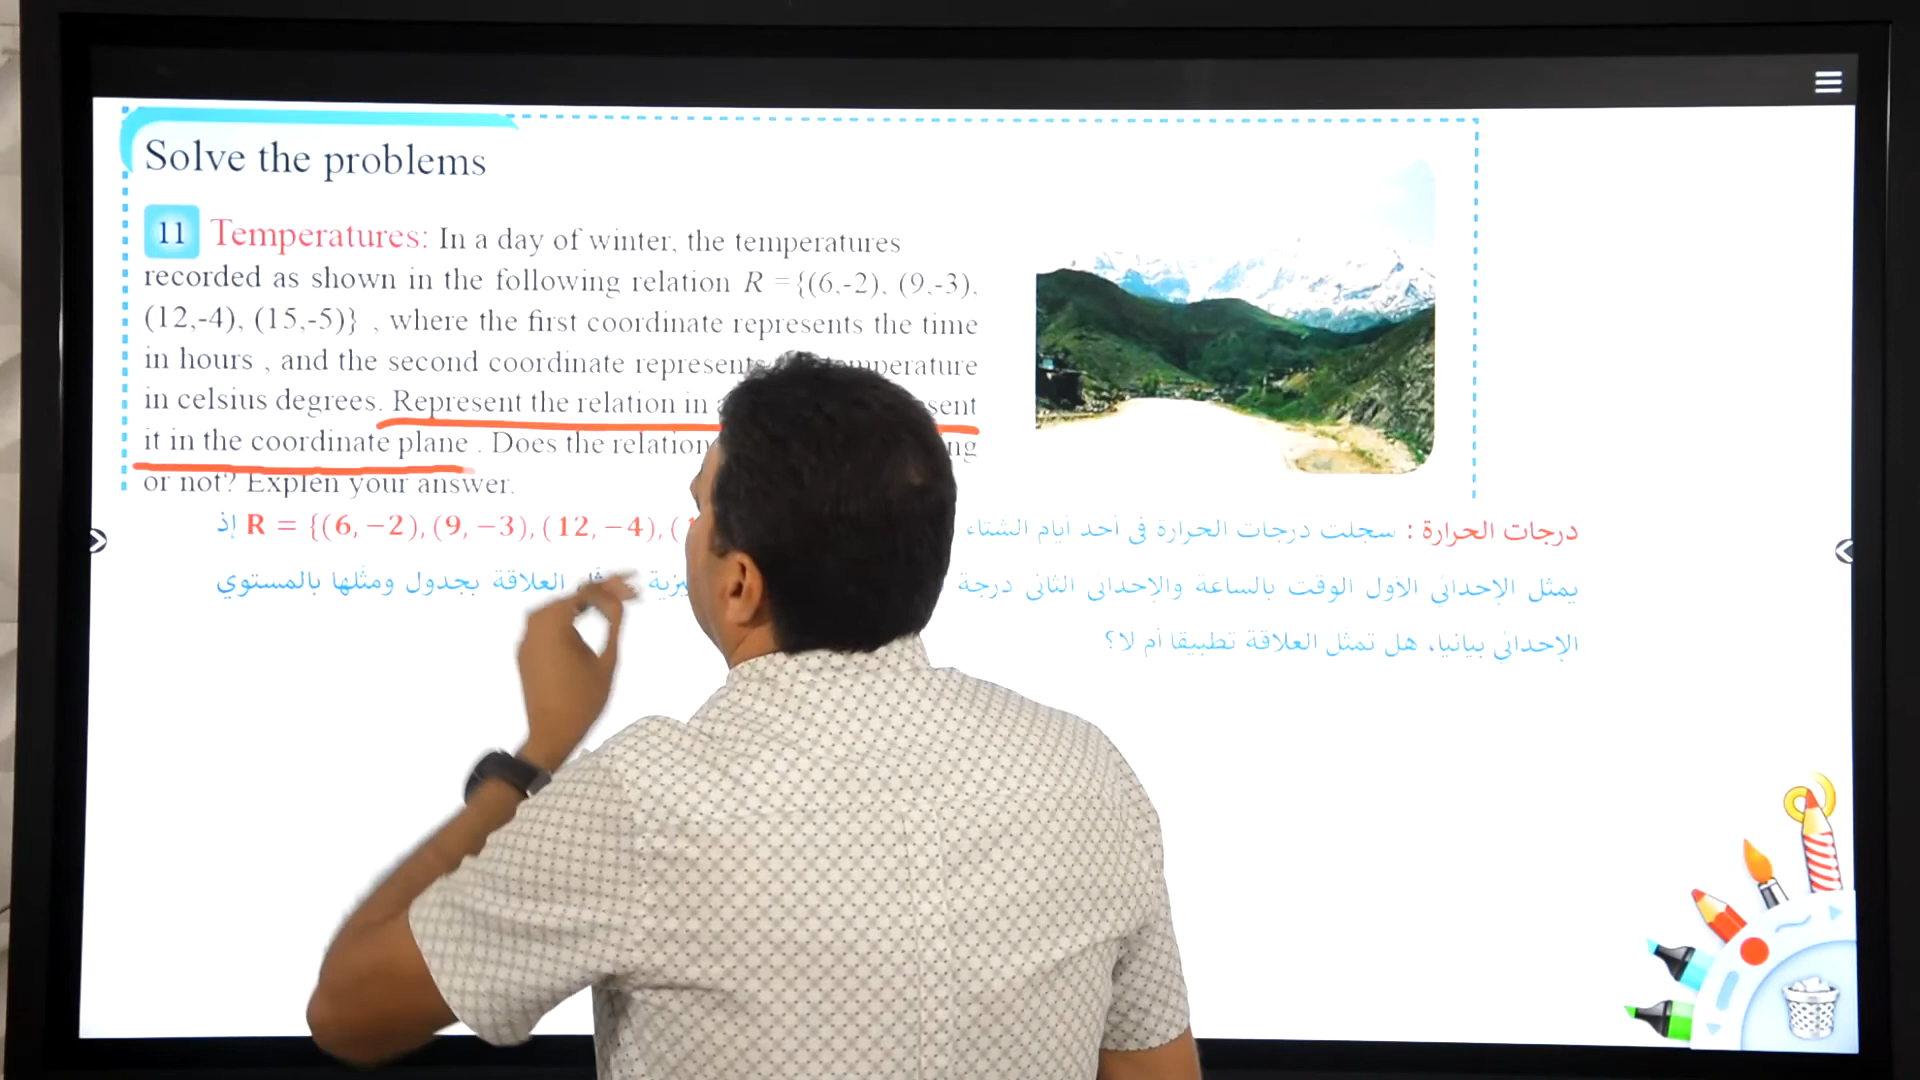 Solve the problems
11 Temperatures: In a day of winter, the temperatures
recorded as shown in the following relation R ={(6,-2), (9,-3),
(12,-4), (15,-5)} , where the first coordinate represents the time
in hours , and the second coordinate represents temperature
in celsius degrees. Represent the relation in
it in the coordinate plane . Does the relation
or not? Explen your answer.
درجات الحرارة : سجلت درجات الحرارة في أحد أيام الشتاء R = {(6, −2), (9, −3), (12, −4), إذ
يمثل الإحداثي الأول الوقت بالساعة والإحداثي الثاني درجة العلاقة بجدول ومثلها بالمستوي
الإحداثي بيانيا، هل تمثل العلاقة تطبيقا أم لا؟